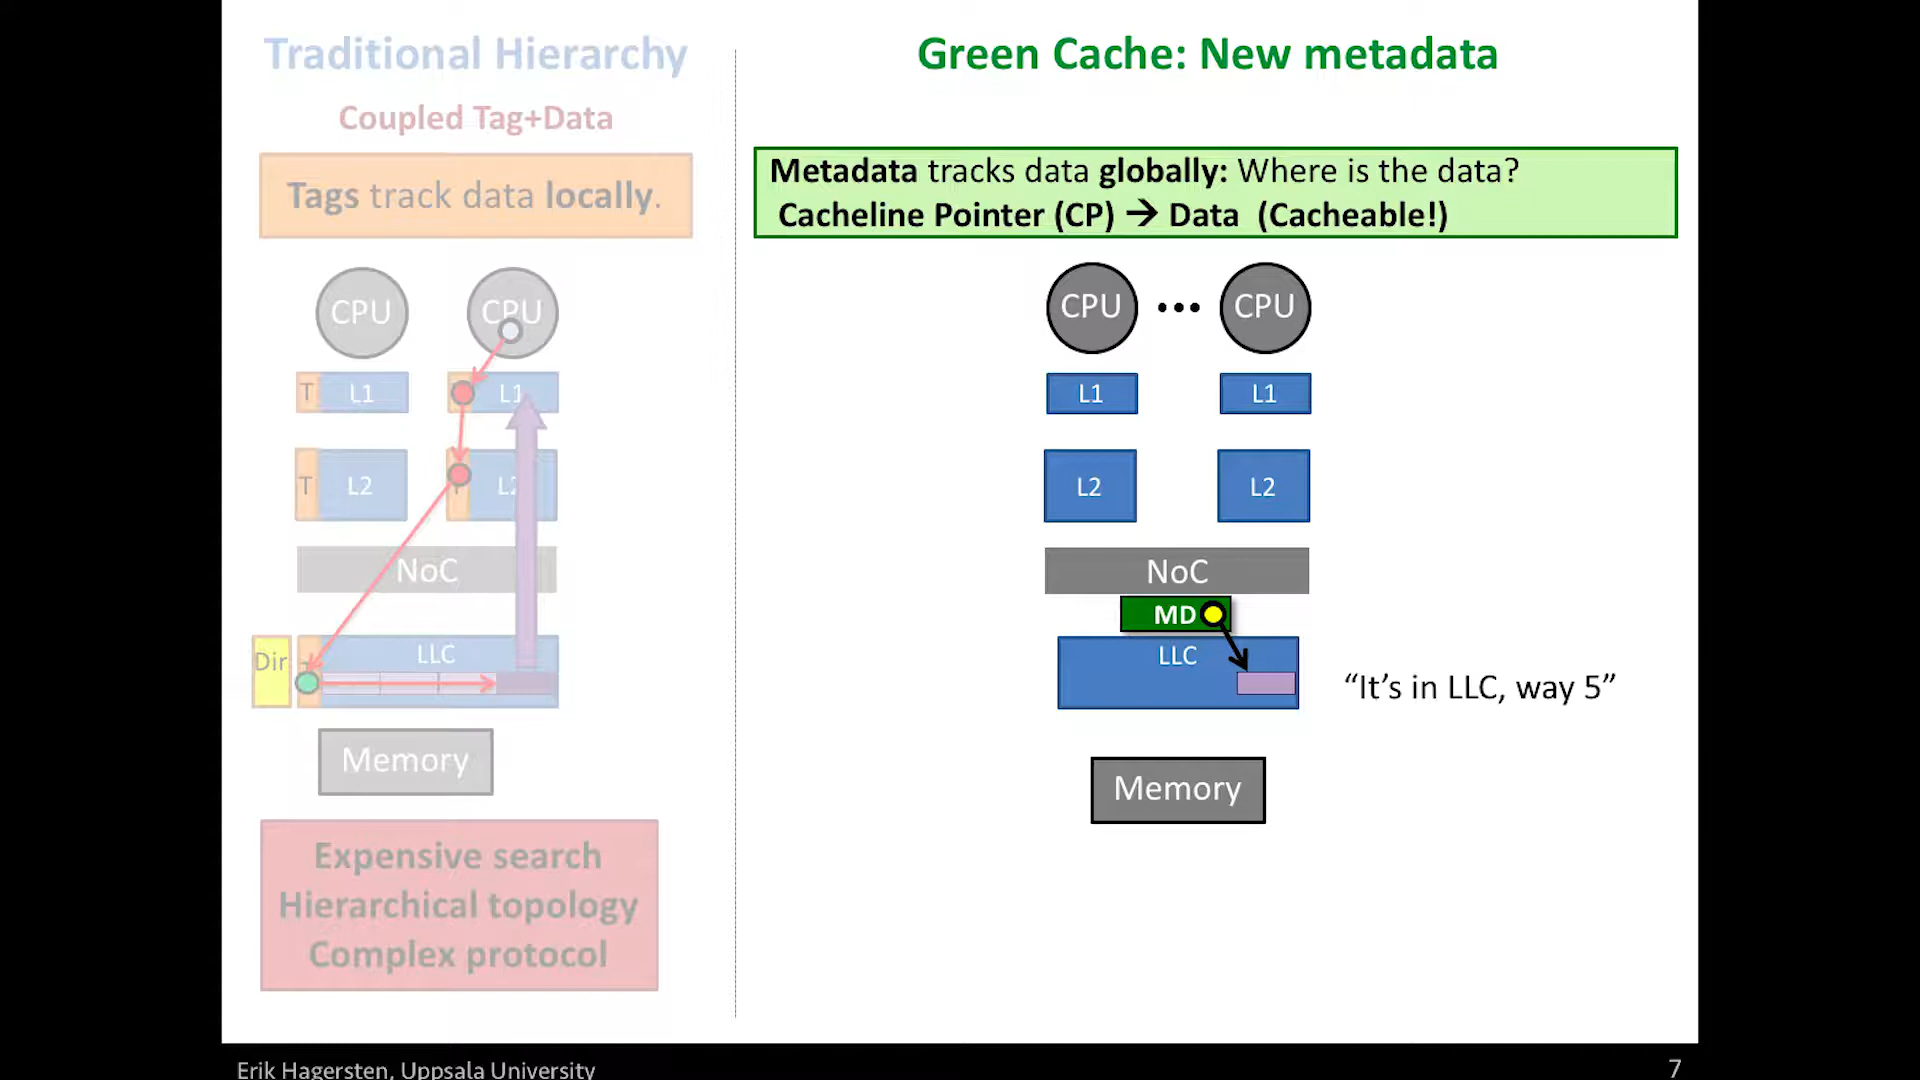 Traditional Hierarchy
Coupled Tag+Data
Tags track data locally.
CPU CPU
T L1 L1
T L2 L2
NoC
Dir LLC
Memory
Expensive search
Hierarchical topology
Complex protocol
Green Cache: New metadata
Metadata tracks data globally: Where is the data?
Cacheline Pointer (CP) → Data (Cacheable!)
CPU ••• CPU
L1 L1
L2 L2
NoC
MD
LLC
“It’s in LLC, way 5”
Memory
Erik Hagersten, Uppsala University
7